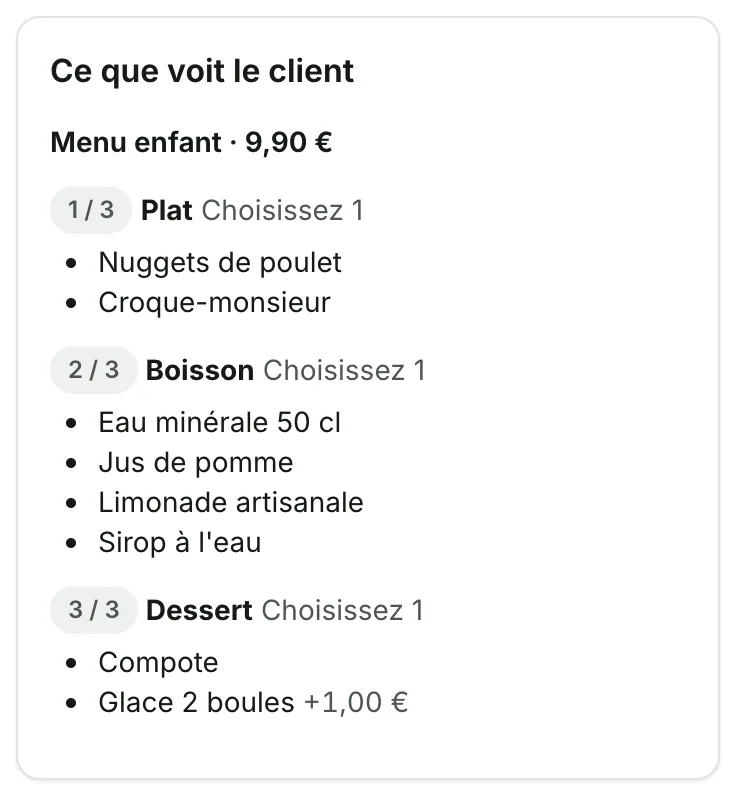 Ce que voit le client
Menu enfant · 9,90 €
1 / 3 Plat Choisissez 1
• Nuggets de poulet
• Croque-monsieur
2 / 3 Boisson Choisissez 1
• Eau minérale 50 cl
• Jus de pomme
• Limonade artisanale
• Sirop à l'eau
3 / 3 Dessert Choisissez 1
• Compote
• Glace 2 boules +1,00 €